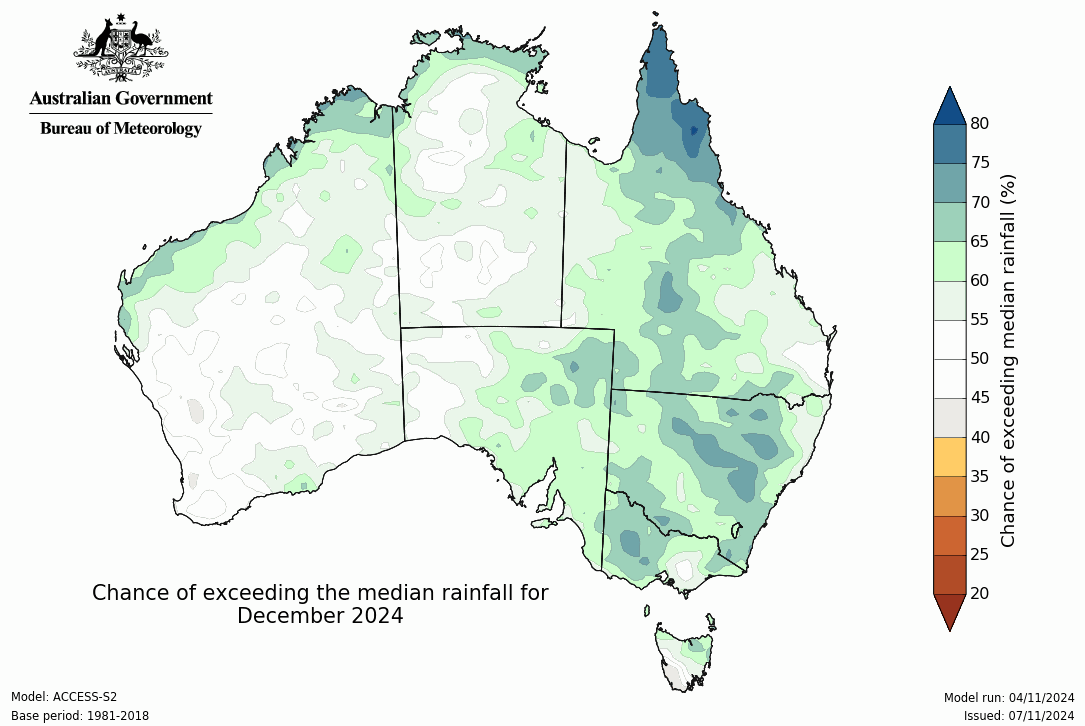 Australian Government
Bureau of Meteorology
80
75
70
65
60
55
50
45
40
35
30
25
20
Chance of exceeding median rainfall (%)
Chance of exceeding the median rainfall for
December 2024
Model: ACCESS-S2
Base period: 1981-2018
Model run: 04/11/2024
Issued: 07/11/2024